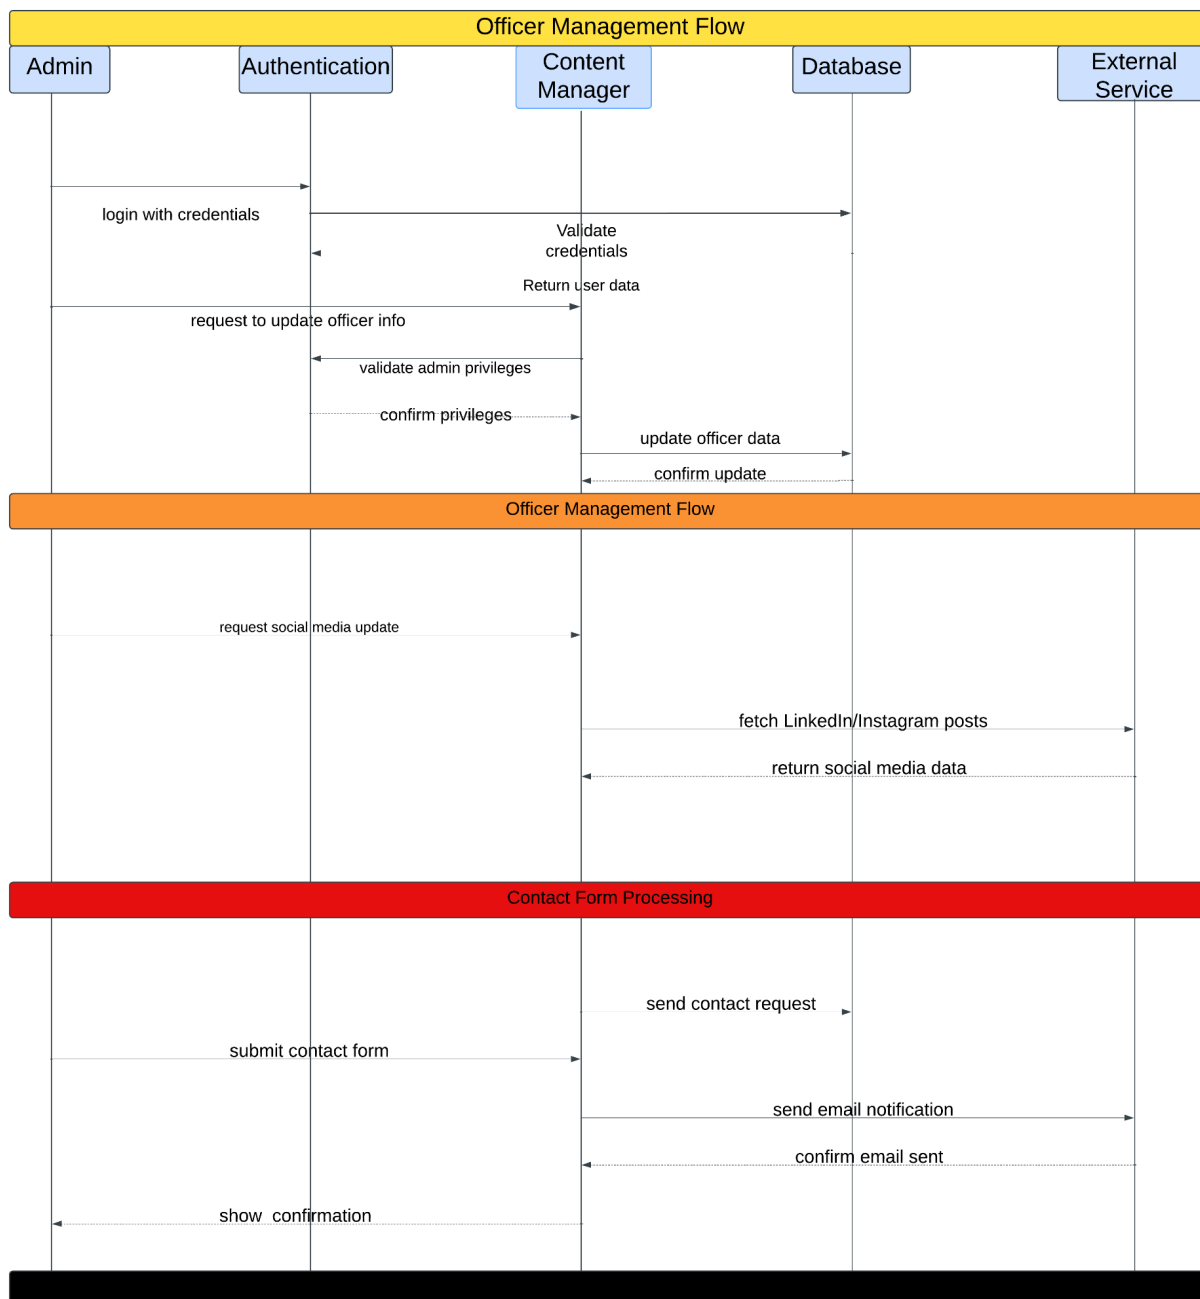 Officer Management Flow
Admin
Authentication
Content
Manager
Database
External
Service
login with credentials
Validate
credentials
Return user data
request to update officer info
validate admin privileges
confirm privileges
update officer data
confirm update
Officer Management Flow
request social media update
fetch LinkedIn/Instagram posts
return social media data
Contact Form Processing
send contact request
submit contact form
send email notification
confirm email sent
show  confirmation